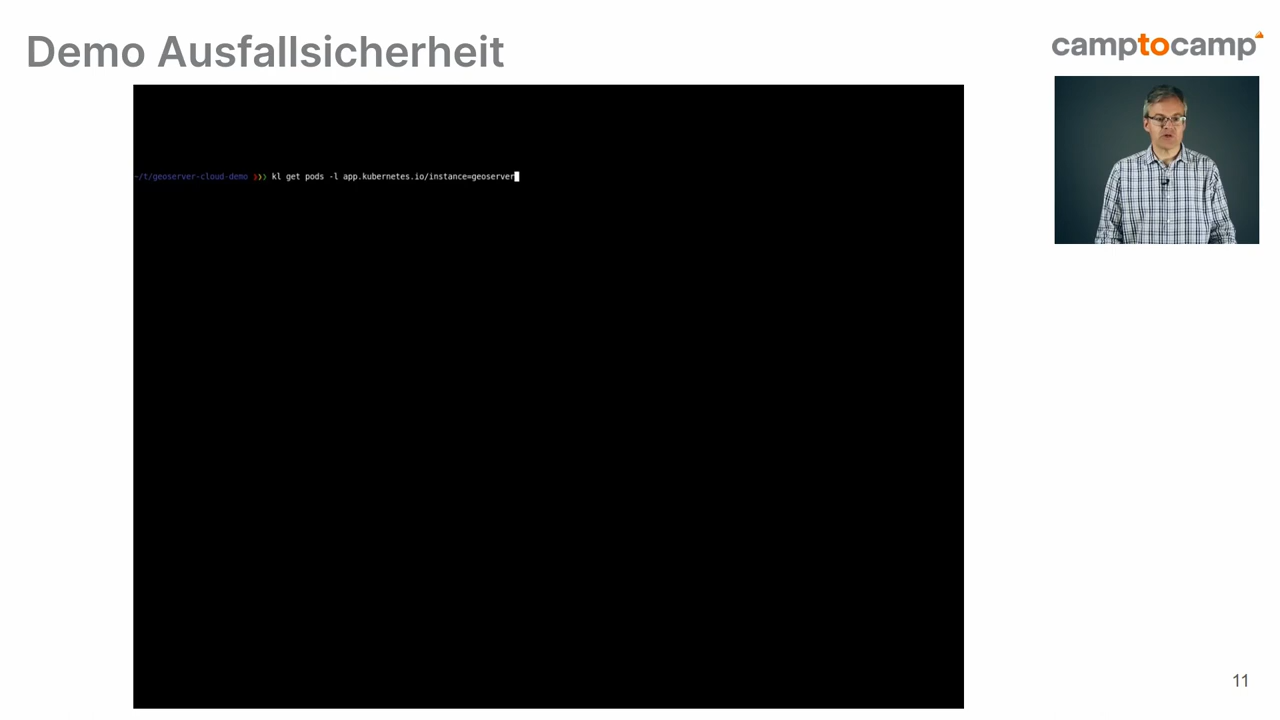 Demo Ausfallsicherheit
camptocamp
~/t/geoserver-cloud-demo ❯❯❯ kl get pods -l app.kubernetes.io/instance=geoserver
11